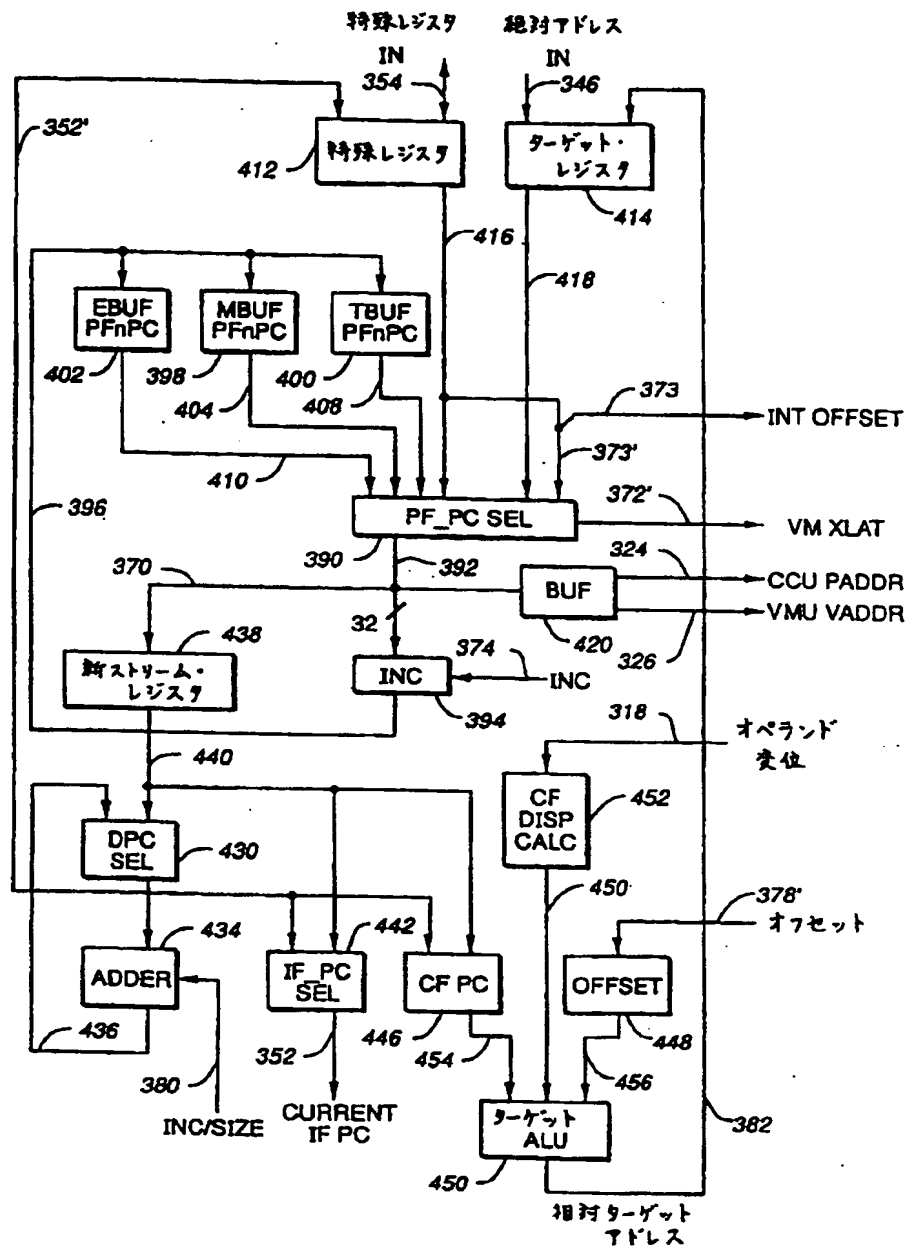 特殊レジスタ
IN
絶対アドレス
IN
354
346
352'
412
特殊レジスタ
ターゲット・
レジスタ
414
416
418
EBUF
PFnPC
MBUF
PFnPC
TBUF
PFnPC
402
398
400
404
408
373
INT OFFSET
410
373'
396
PF_PC SEL
372'
VM XLAT
390
392
370
324
BUF
CCU PADDR
VMU VADDR
32
420
326
438
新ストリーム・
レジスタ
INC
374
INC
394
318
オペランド
変位
440
CF
DISP
CALC
452
DPC
SEL
430
450
378'
オフセット
434
442
ADDER
IF_PC
SEL
CF PC
OFFSET
436
352
446
454
448
456
380
382
INC/SIZE
CURRENT
IF PC
ターゲット
ALU
450
相対ターゲット
アドレス